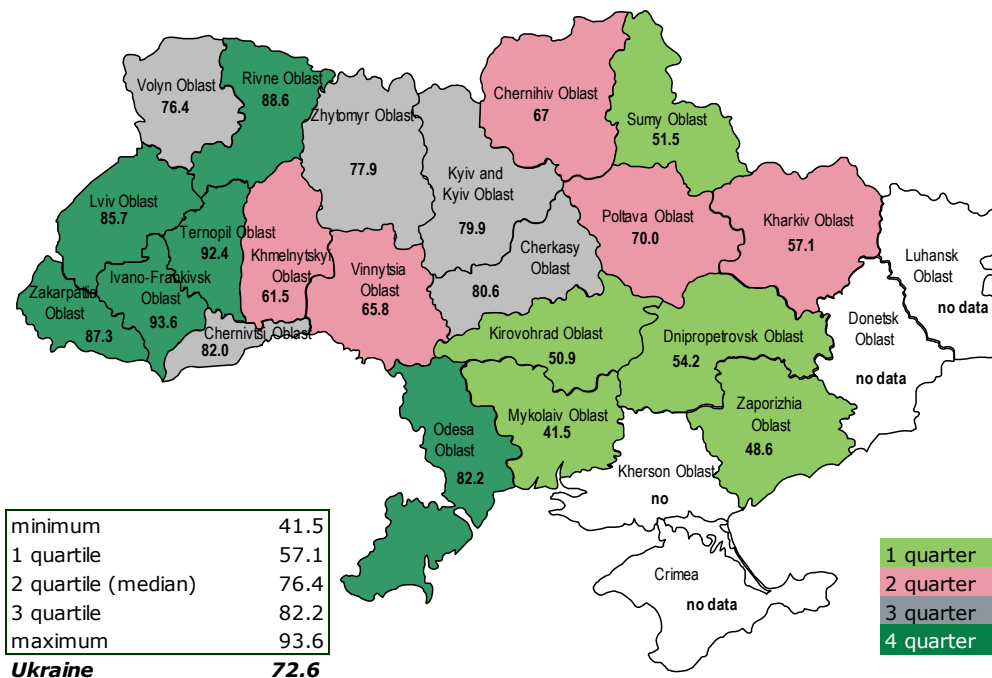 Volyn Oblast
76.4
Rivne Oblast
88.6
Zhytomyr Oblast
77.9
Kyiv and
Kyiv Oblast
79.9
Chernihiv Oblast
67
Sumy Oblast
51.5
Lviv Oblast
85.7
Ternopil Oblast
92.4
Khmelnytskyi
Oblast
61.5
Vinnytsia
Oblast
65.8
Cherkasy
Oblast
80.6
Poltava Oblast
70.0
Kharkiv Oblast
57.1
Luhansk
Oblast
no data
Zakarpattia
Oblast
87.3
Ivano-Frankivsk
Oblast
93.6
Chernivtsi Oblast
82.0
Kirovohrad Oblast
50.9
Dnipropetrovsk Oblast
54.2
Donetsk
Oblast
no data
Odesa
Oblast
82.2
Mykolaiv Oblast
41.5
Zaporizhia
Oblast
48.6
Kherson Oblast
no
Crimea
no data
minimum 41.5
1 quartile 57.1
2 quartile (median) 76.4
3 quartile 82.2
maximum 93.6
Ukraine 72.6
1 quarter
2 quarter
3 quarter
4 quarter